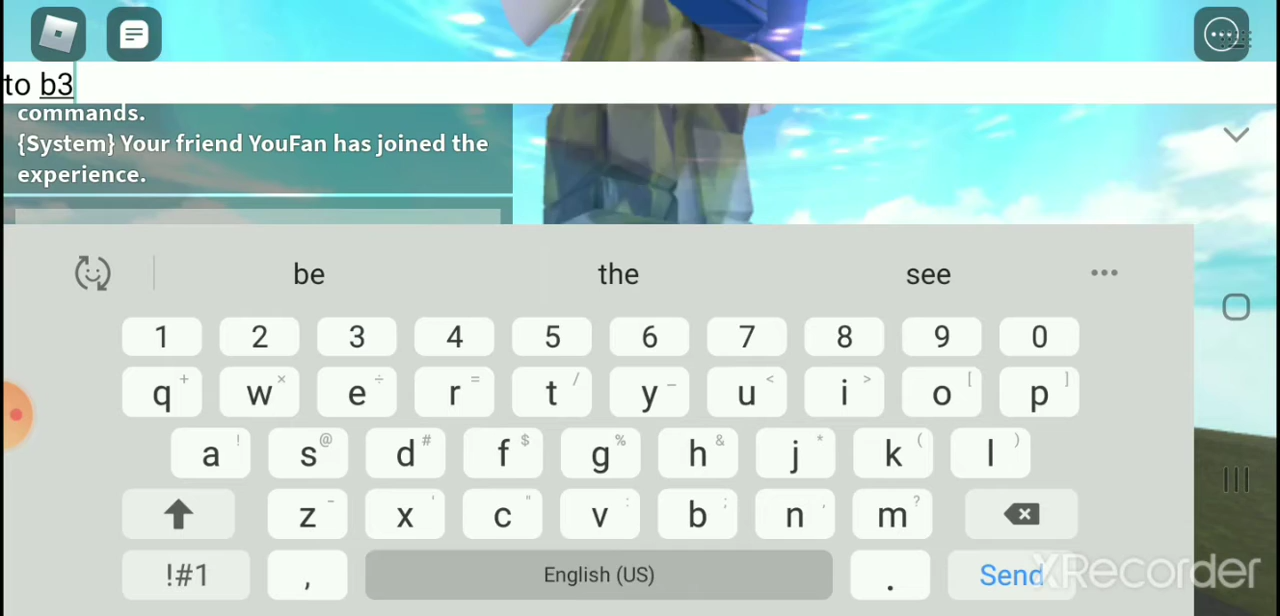 to b3
commands.
{System} Your friend YouFan has joined the
experience.
be the see
1 2 3 4 5 6 7 8 9 0
q + w × e ÷ r = t / y _ u < i > o [ p ]
a ! s @ d # f $ g % h & j * k ( l )
z - x ' c " v : b ; n , m ?
!#1 , English (US) . Send
XRecorder